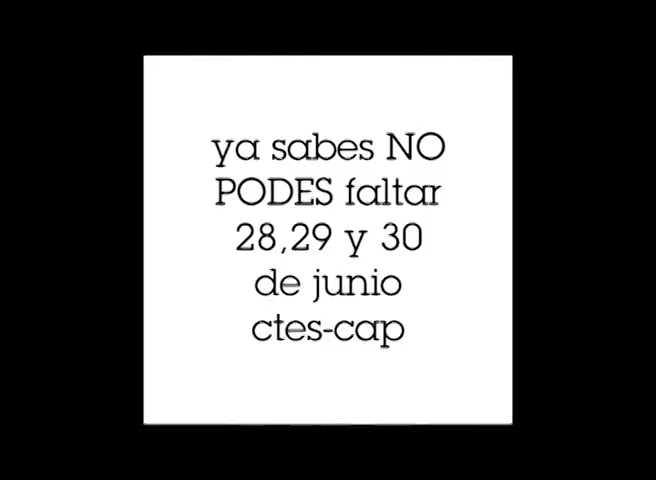 ya sabes NO
PODES faltar
28,29 y 30
de junio
ctes-cap